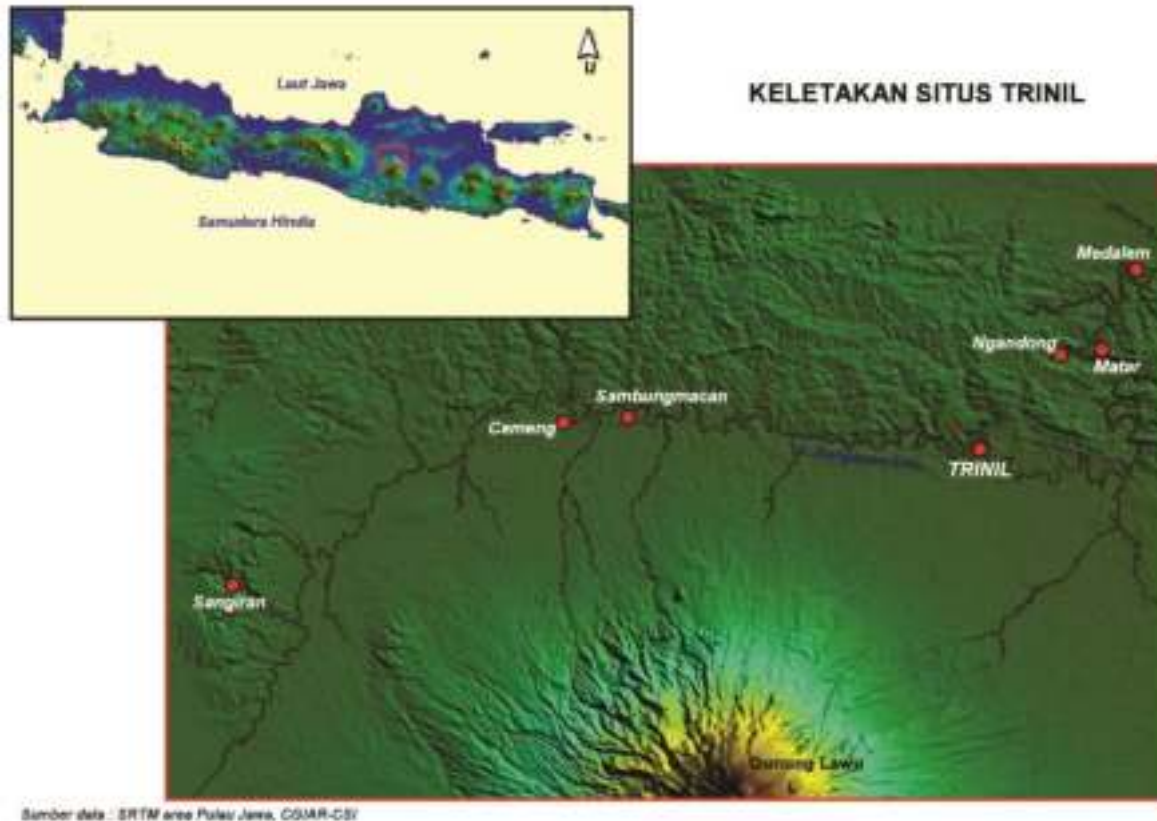 Laut Jawa
U
KELETAKAN SITUS TRINIL
Samudera Hindia
Medalem
Ngandong
Matar
Sambungmacan
Cemeng
TRINIL
Sangiran
Gunung Lawu
Sumber data : SRTM area Pulau Jawa, CGIAR-CSI